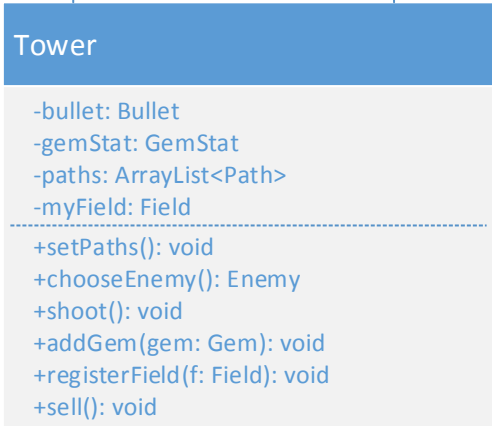 Tower
-bullet: Bullet
-gemStat: GemStat
-paths: ArrayList<Path>
-myField: Field
+setPaths(): void
+chooseEnemy(): Enemy
+shoot(): void
+addGem(gem: Gem): void
+registerField(f: Field): void
+sell(): void